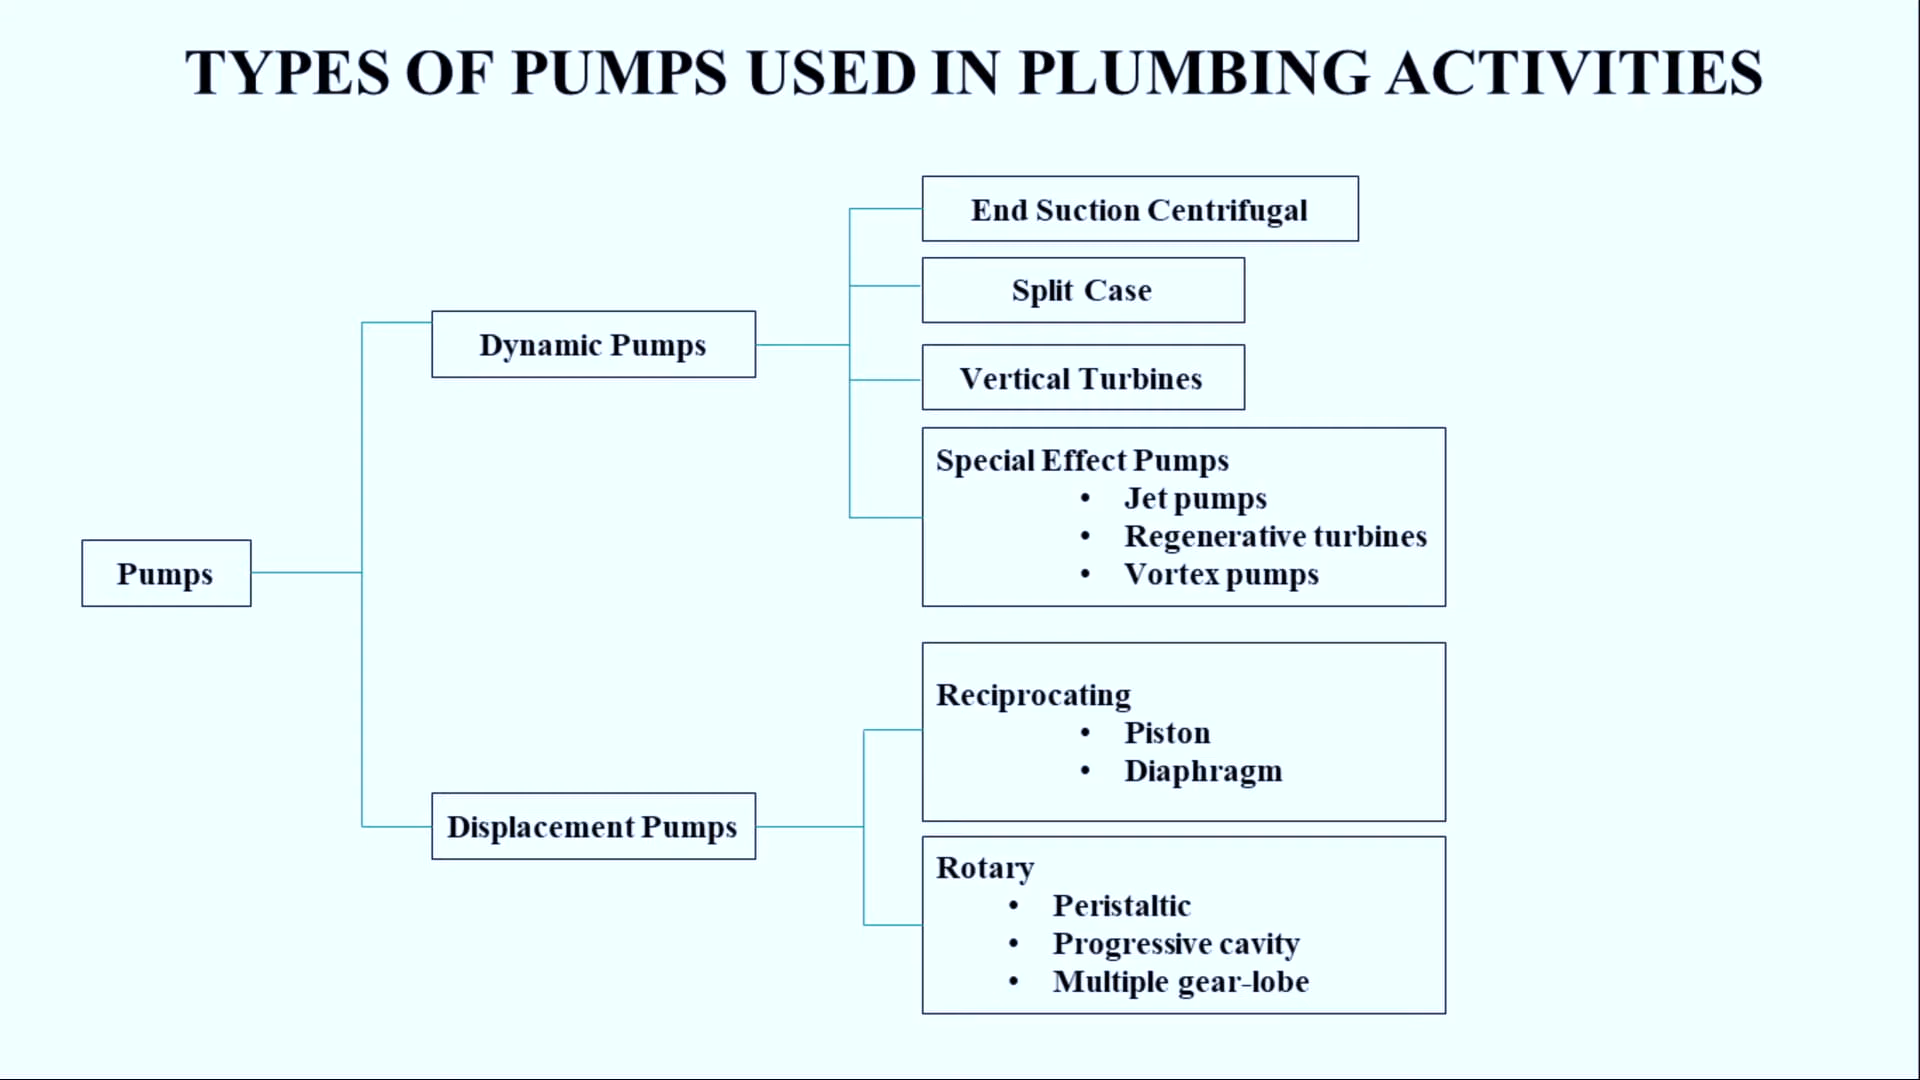 TYPES OF PUMPS USED IN PLUMBING ACTIVITIES
Pumps
Dynamic Pumps
End Suction Centrifugal
Split Case
Vertical Turbines
Special Effect Pumps
• Jet pumps
• Regenerative turbines
• Vortex pumps
Displacement Pumps
Reciprocating
• Piston
• Diaphragm
Rotary
• Peristaltic
• Progressive cavity
• Multiple gear-lobe